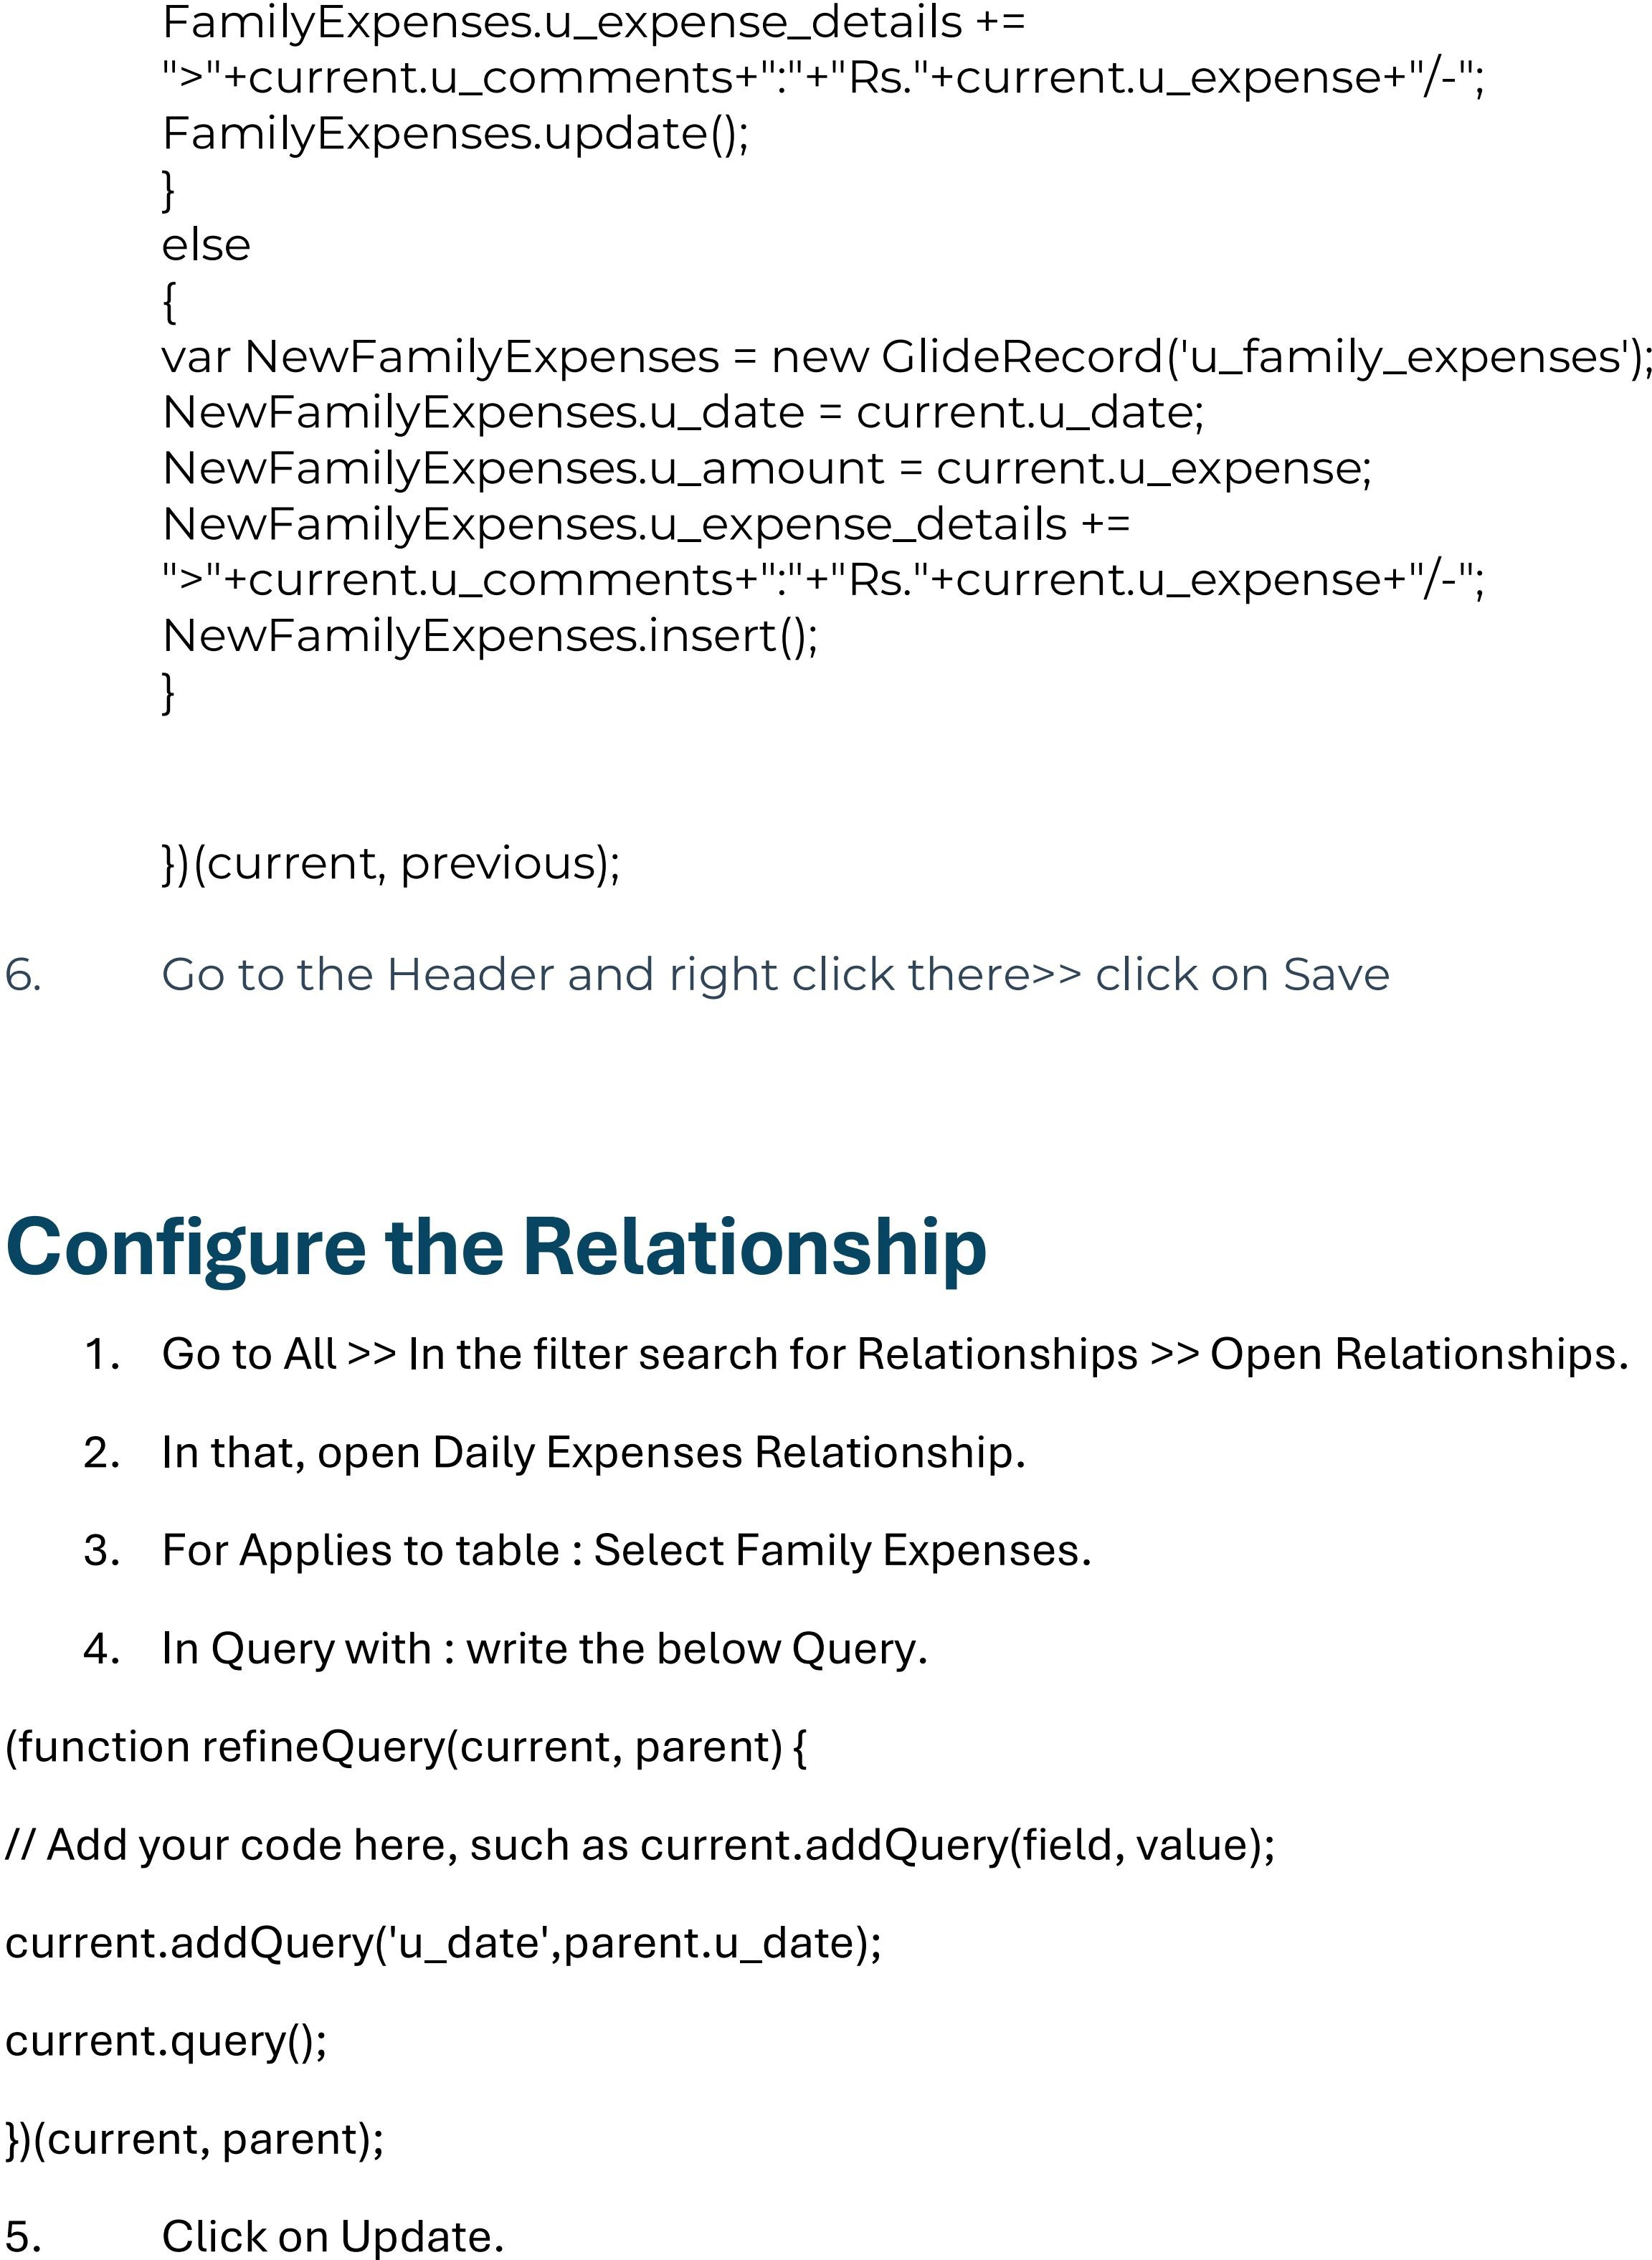 FamilyExpenses.u_expense_details +=
">"+current.u_comments+":"+"Rs."+current.u_expense+"/-";
FamilyExpenses.update();
}
else
{
var NewFamilyExpenses = new GlideRecord('u_family_expenses');
NewFamilyExpenses.u_date = current.u_date;
NewFamilyExpenses.u_amount = current.u_expense;
NewFamilyExpenses.u_expense_details +=
">"+current.u_comments+":"+"Rs."+current.u_expense+"/-";
NewFamilyExpenses.insert();
}
})(current, previous);
6. Go to the Header and right click there>> click on Save
Configure the Relationship
1. Go to All >> In the filter search for Relationships >> Open Relationships.
2. In that, open Daily Expenses Relationship.
3. For Applies to table : Select Family Expenses.
4. In Query with : write the below Query.
(function refineQuery(current, parent) {
// Add your code here, such as current.addQuery(field, value);
current.addQuery('u_date',parent.u_date);
current.query();
})(current, parent);
5. Click on Update.